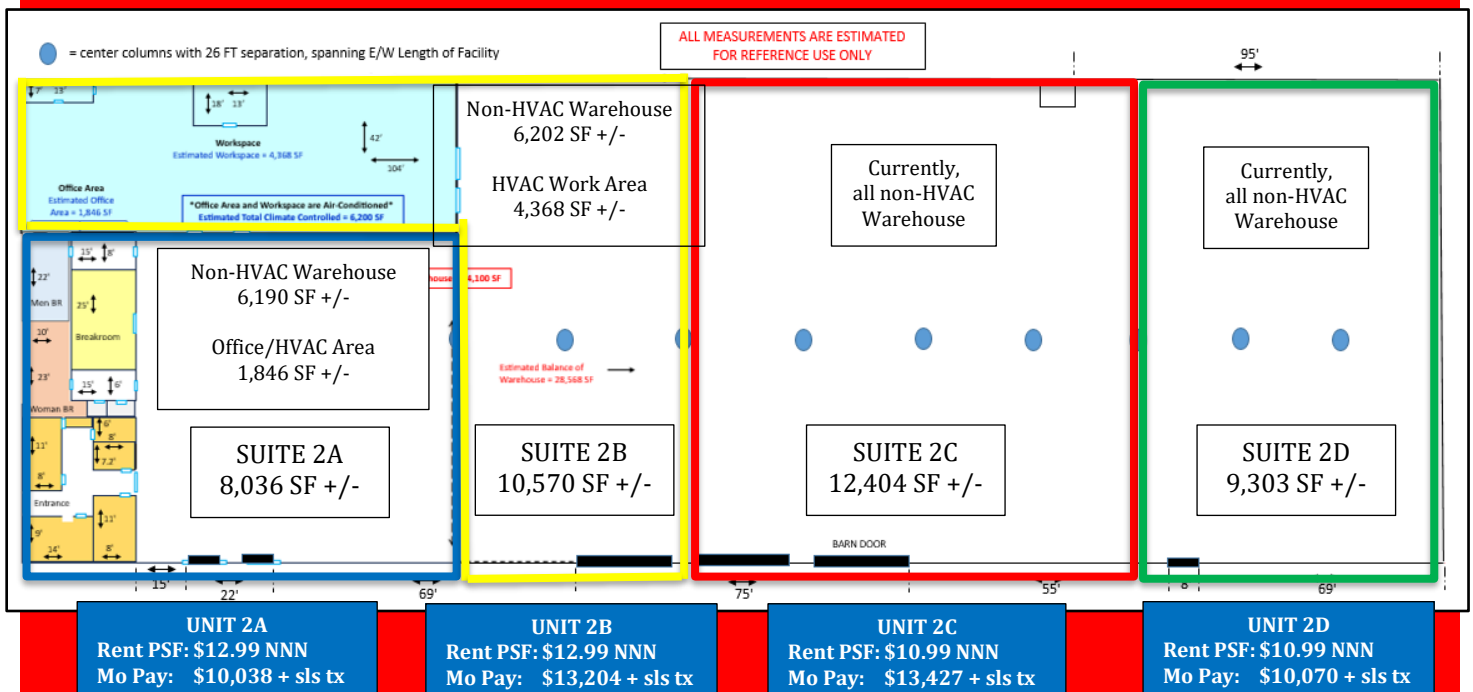 = center columns with 26 FT separation, spanning E/W Length of Facility
ALL MEASUREMENTS ARE ESTIMATED
FOR REFERENCE USE ONLY
95'
7'
13'
18'
13'
Workspace
Estimated Workspace = 4,368 SF
42'
104'
Office Area
Estimated Office
Area = 1,846 SF
*Office Area and Workspace are Air-Conditioned*
Estimated Total Climate Controlled = 6,200 SF
Non-HVAC Warehouse
6,202 SF +/-
HVAC Work Area
4,368 SF +/-
Currently,
all non-HVAC
Warehouse
Currently,
all non-HVAC
Warehouse
15'
8'
22'
Men BR
25'
Breakroom
10'
23'
15'
6'
Woman BR
Non-HVAC Warehouse
6,190 SF +/-
Office/HVAC Area
1,846 SF +/-
4,100 SF
Estimated Balance of
Warehouse = 28,568 SF
6'
8'
7.2'
11'
8'
Entrance
9'
14'
11'
8'
SUITE 2A
8,036 SF +/-
SUITE 2B
10,570 SF +/-
SUITE 2C
12,404 SF +/-
SUITE 2D
9,303 SF +/-
BARN DOOR
15'
22'
69'
75'
55'
8
69'
UNIT 2A
Rent PSF: $12.99 NNN
Mo Pay: $10,038 + sls tx
UNIT 2B
Rent PSF: $12.99 NNN
Mo Pay: $13,204 + sls tx
UNIT 2C
Rent PSF: $10.99 NNN
Mo Pay: $13,427 + sls tx
UNIT 2D
Rent PSF: $10.99 NNN
Mo Pay: $10,070 + sls tx